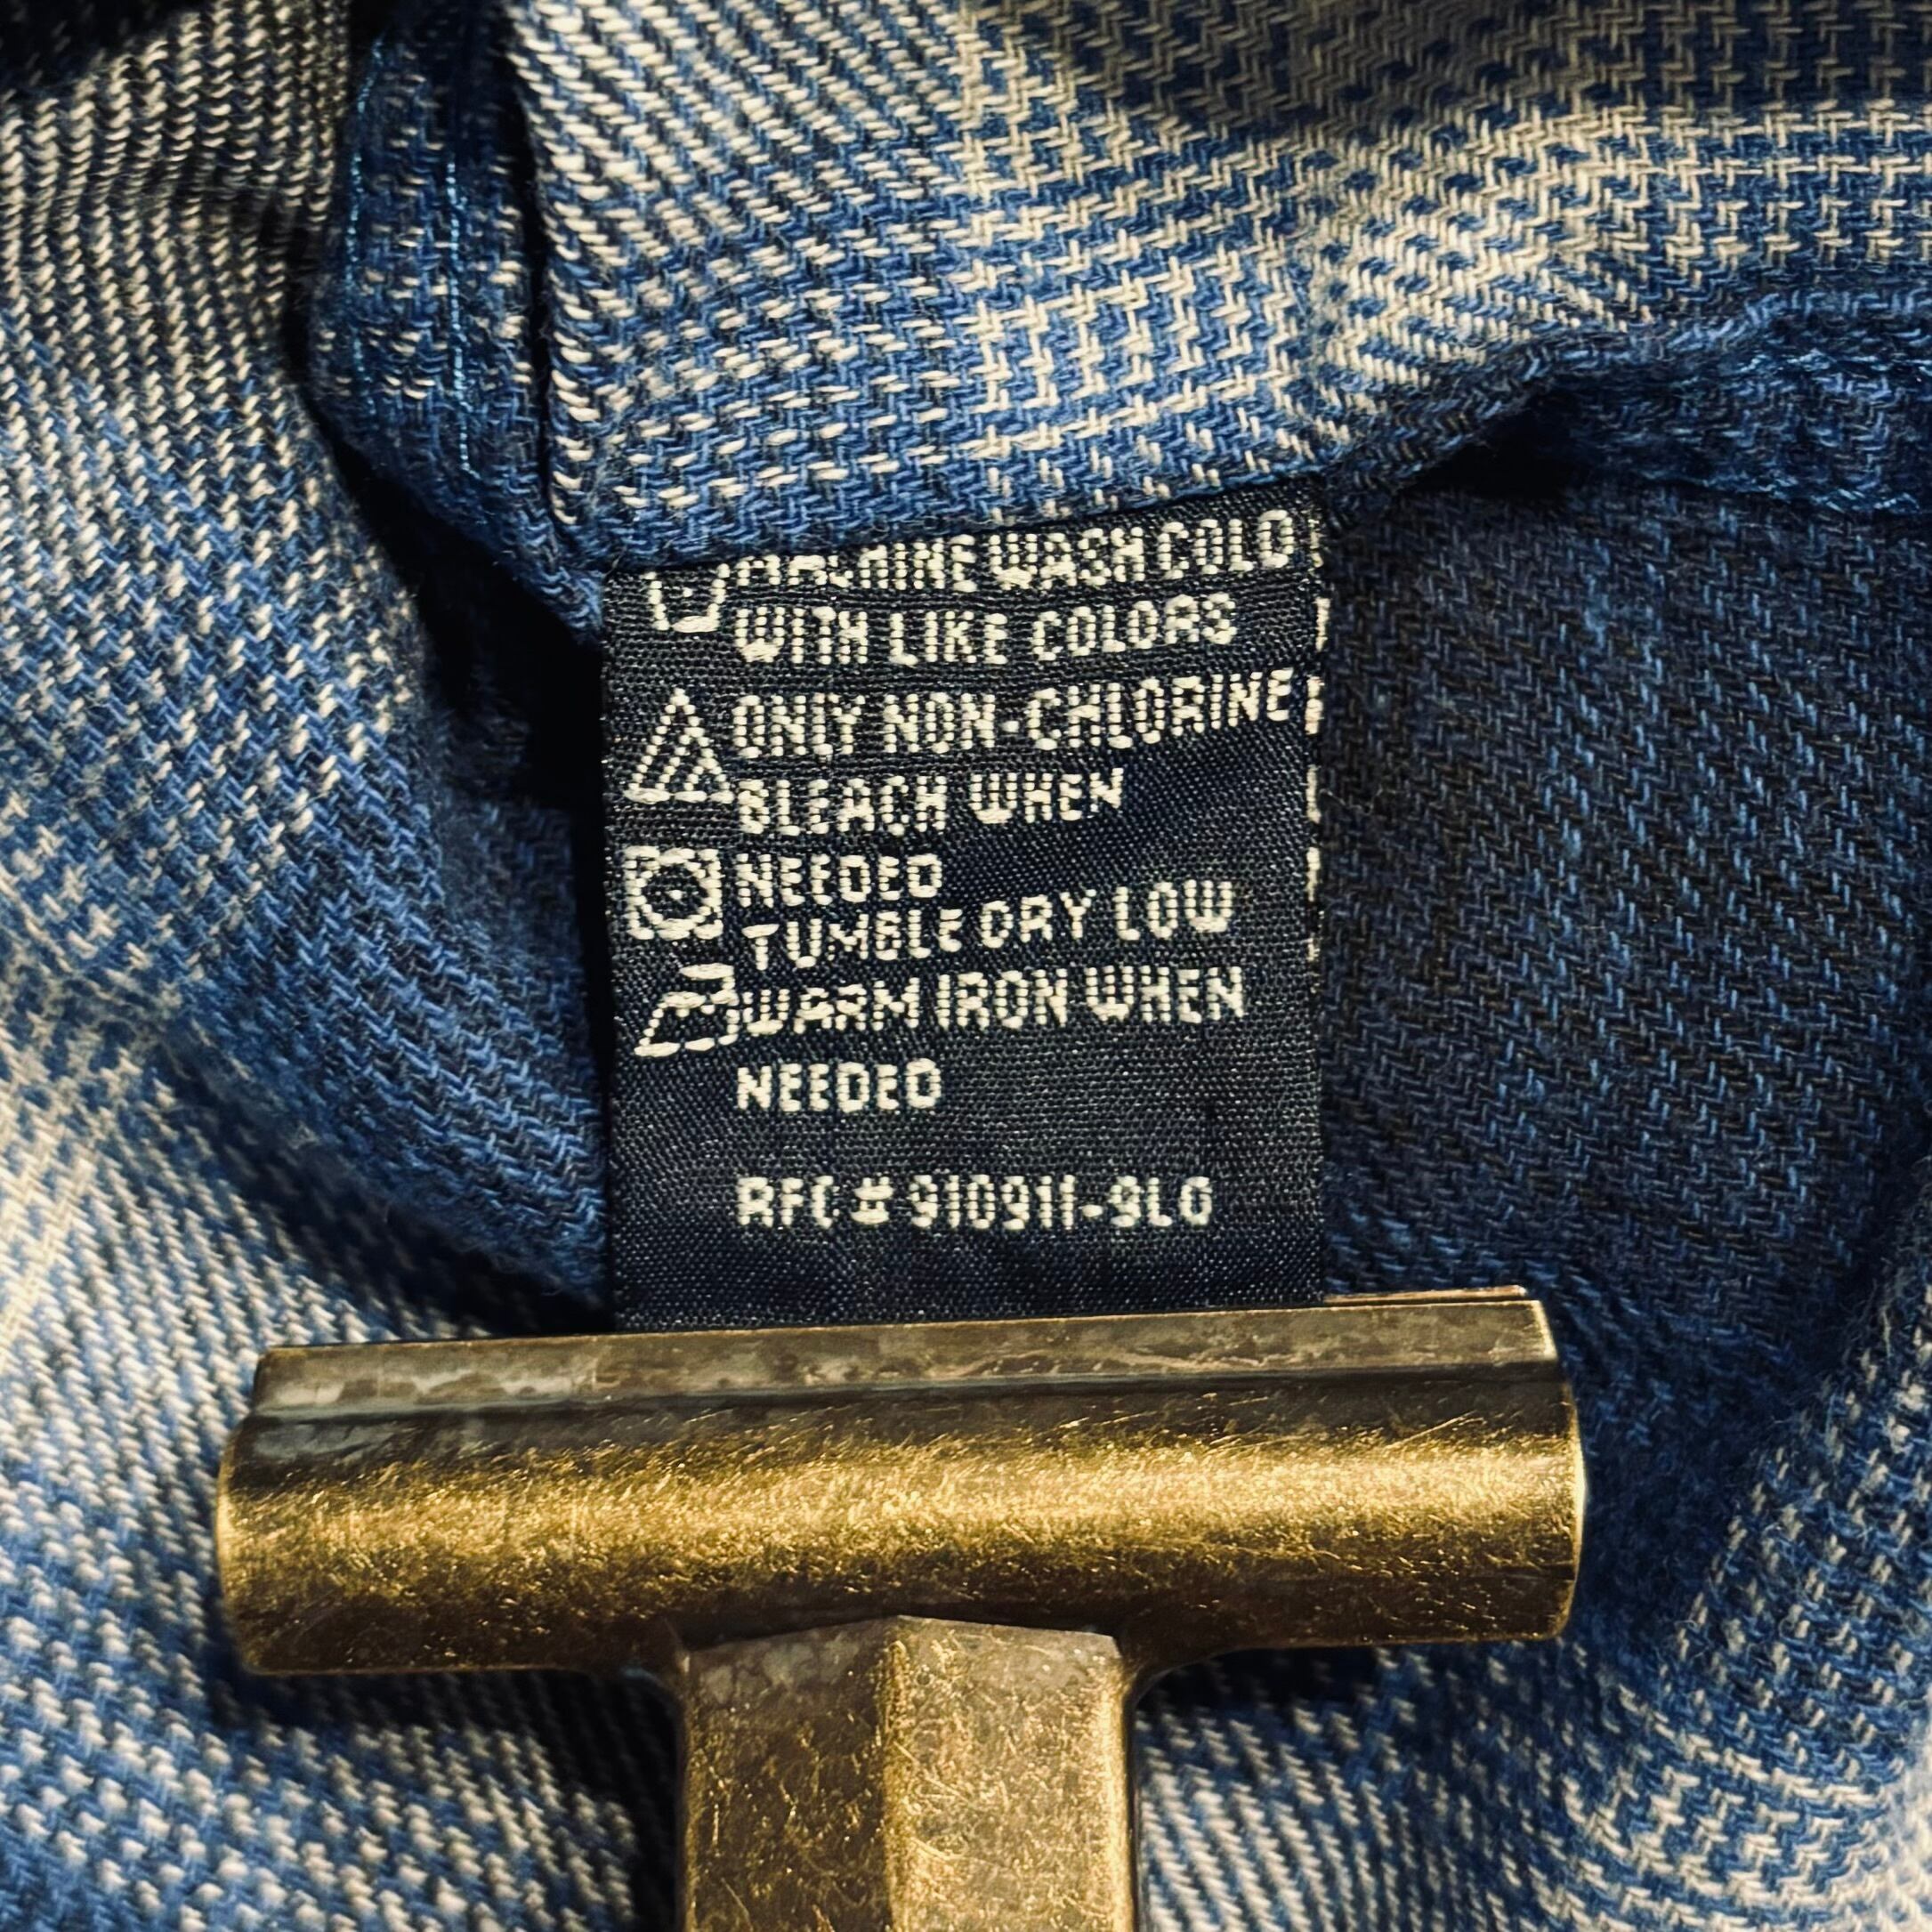 MACHINE WASH COLD
WITH LIKE COLORS
ONLY NON-CHLORINE
BLEACH WHEN
NEEDED
TUMBLE DRY LOW
WARM IRON WHEN
NEEDED
RFC# 910911-9LG